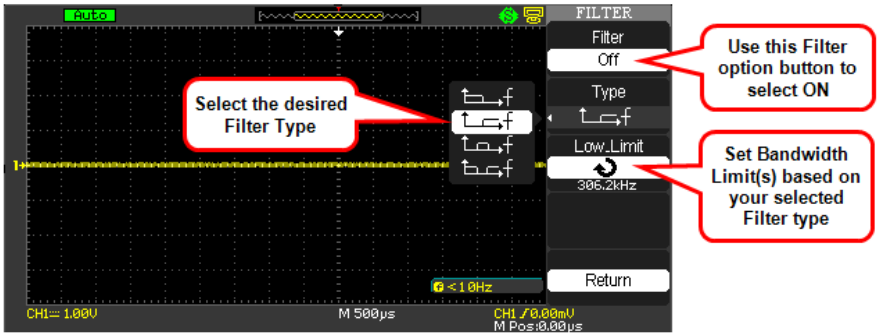 Auto
FILTER
Filter
Off
Use this Filter
option button to
select ON
Select the desired
Filter Type
f
f
f
f
Type
f
Low_Limit
306.2kHz
Set Bandwidth
Limit(s) based on
your selected
Filter type
1
f <10Hz
Return
CH1 1.00V
M 500µs
CH1 /0.00mV
M Pos:0.00µs